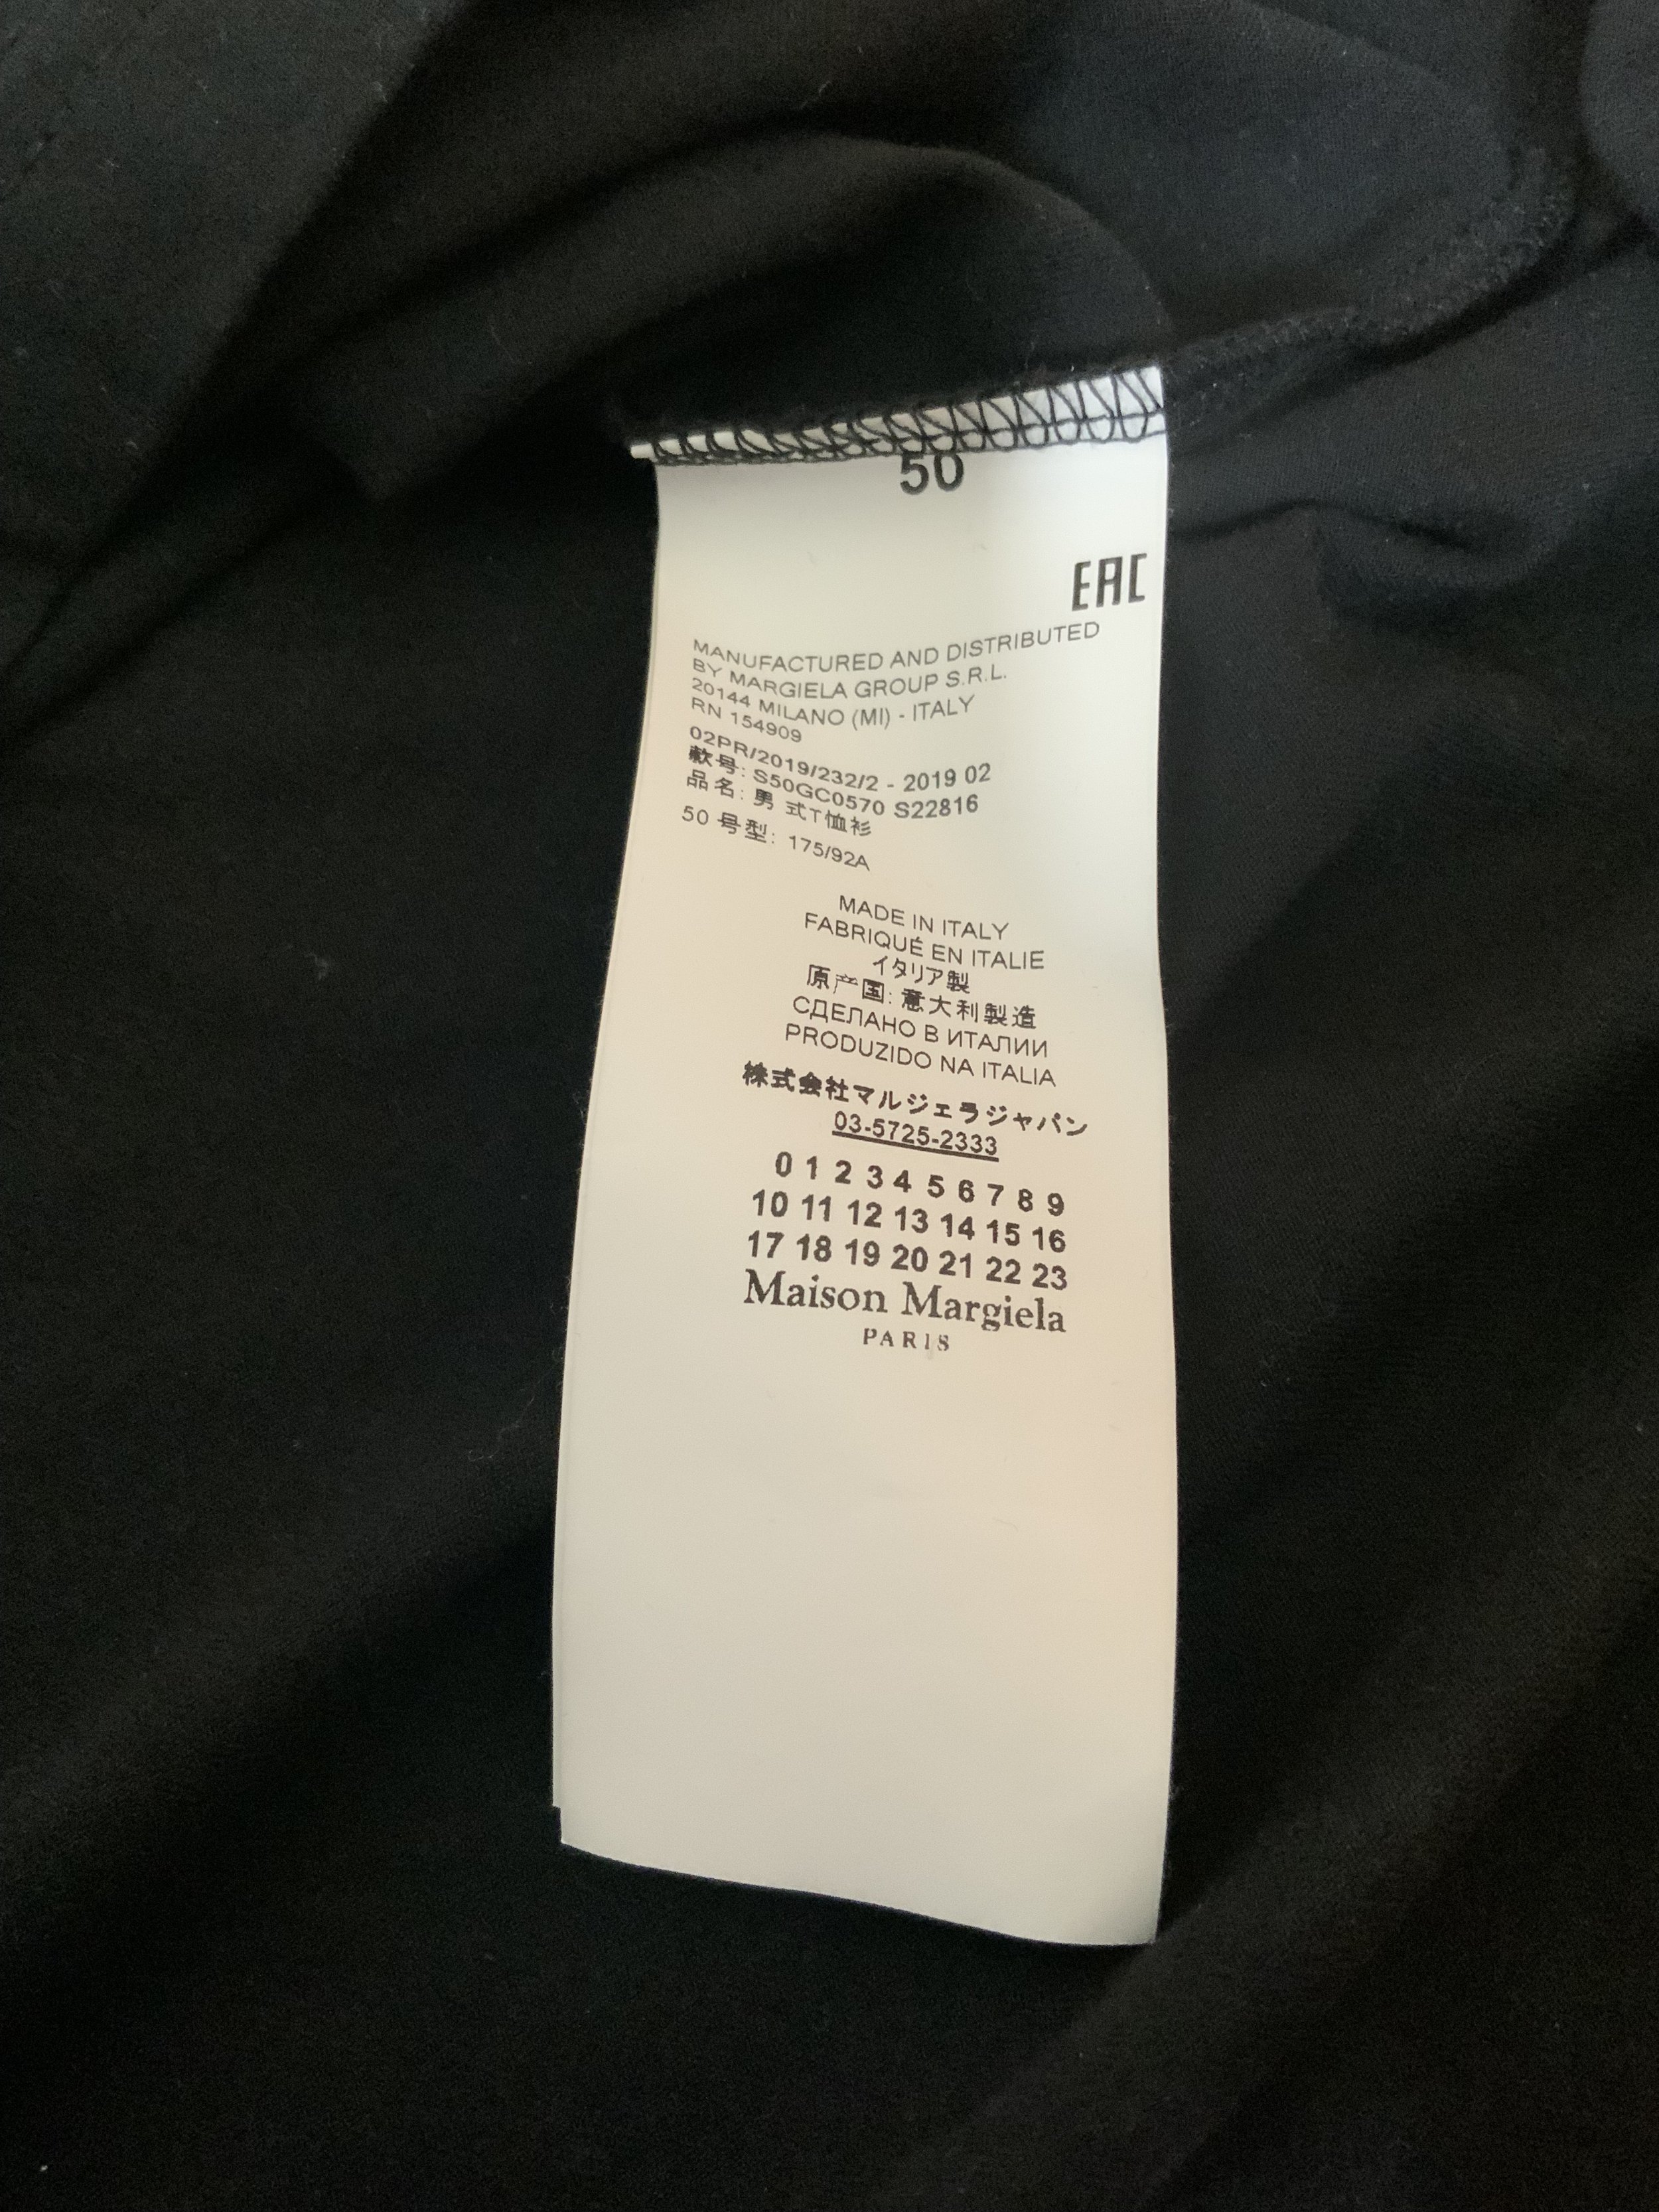 50
EAC
MANUFACTURED AND DISTRIBUTED
BY MARGIELA GROUP S.R.L.
20144 MILANO (MI) - ITALY
RN 154909
02PR/2019/232/2 - 2019 02
款号: S50GC0570 S22816
品名: 男 式T恤衫
50 号型: 175/92A
MADE IN ITALY
FABRIQUÉ EN ITALIE
イタリア製
原产国: 意大利製造
СДЕЛАНО В ИТАЛИИ
PRODUZIDO NA ITALIA
株式会社マルジェラジャパン
03-5725-2333
0 1 2 3 4 5 6 7 8 9
10 11 12 13 14 15 16
17 18 19 20 21 22 23
Maison Margiela
PARIS